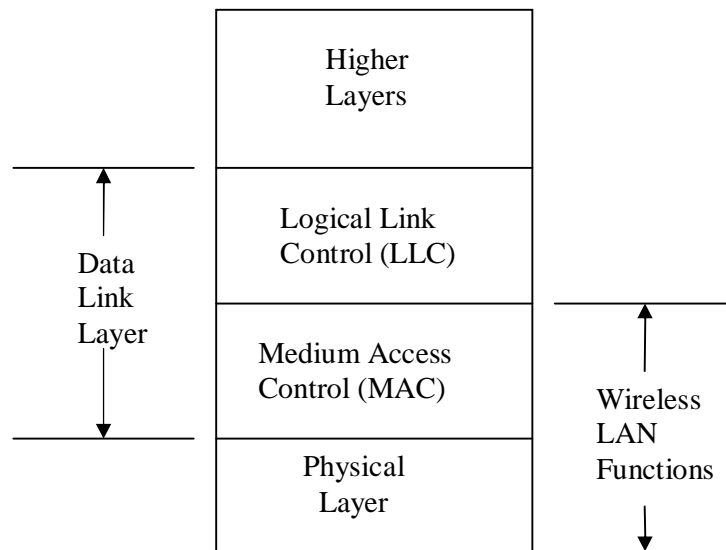 Higher
Layers
Logical Link
Control (LLC)
Data
Link
Layer
Medium Access
Control (MAC)
Wireless
LAN
Functions
Physical
Layer